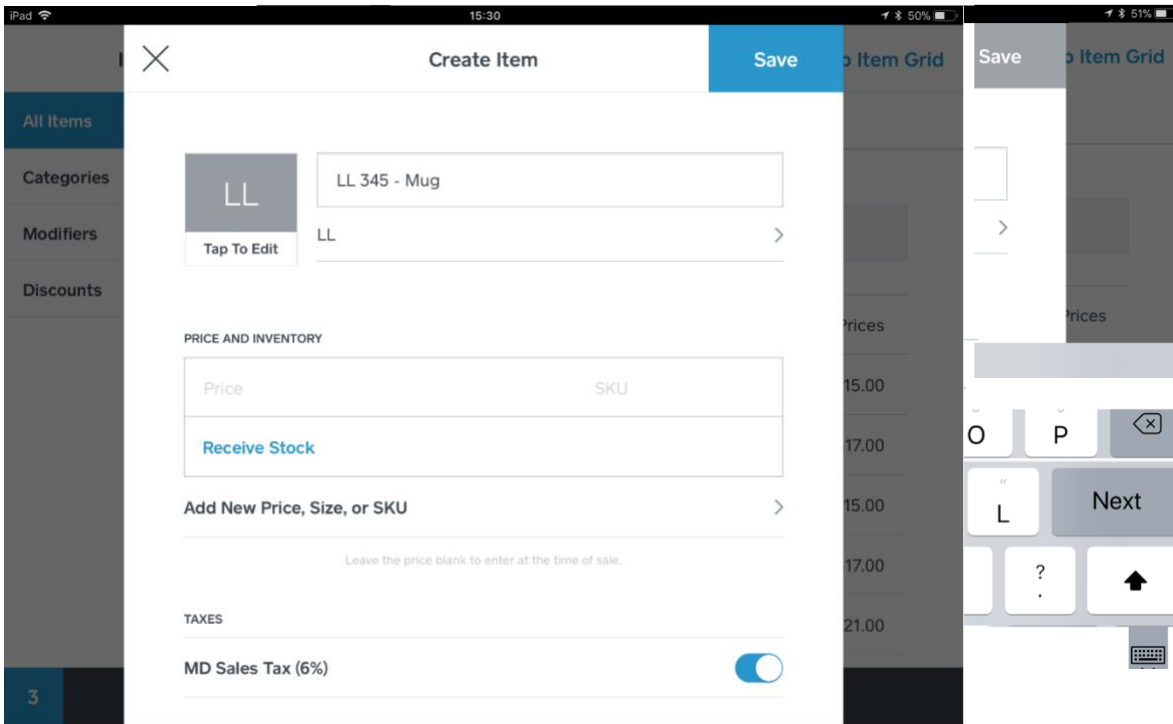 iPad 15:30 50%
Create Item
Save
Item Grid
All Items
Categories
Modifiers
Discounts
LL
Tap To Edit
LL 345 - Mug
LL
PRICE AND INVENTORY
Price SKU
Receive Stock
Add New Price, Size, or SKU
Leave the price blank to enter at the time of sale.
TAXES
MD Sales Tax (6%)
Prices
15.00
17.00
15.00
17.00
21.00
3
51%
Save
Item Grid
Prices
O P
" L Next
? .